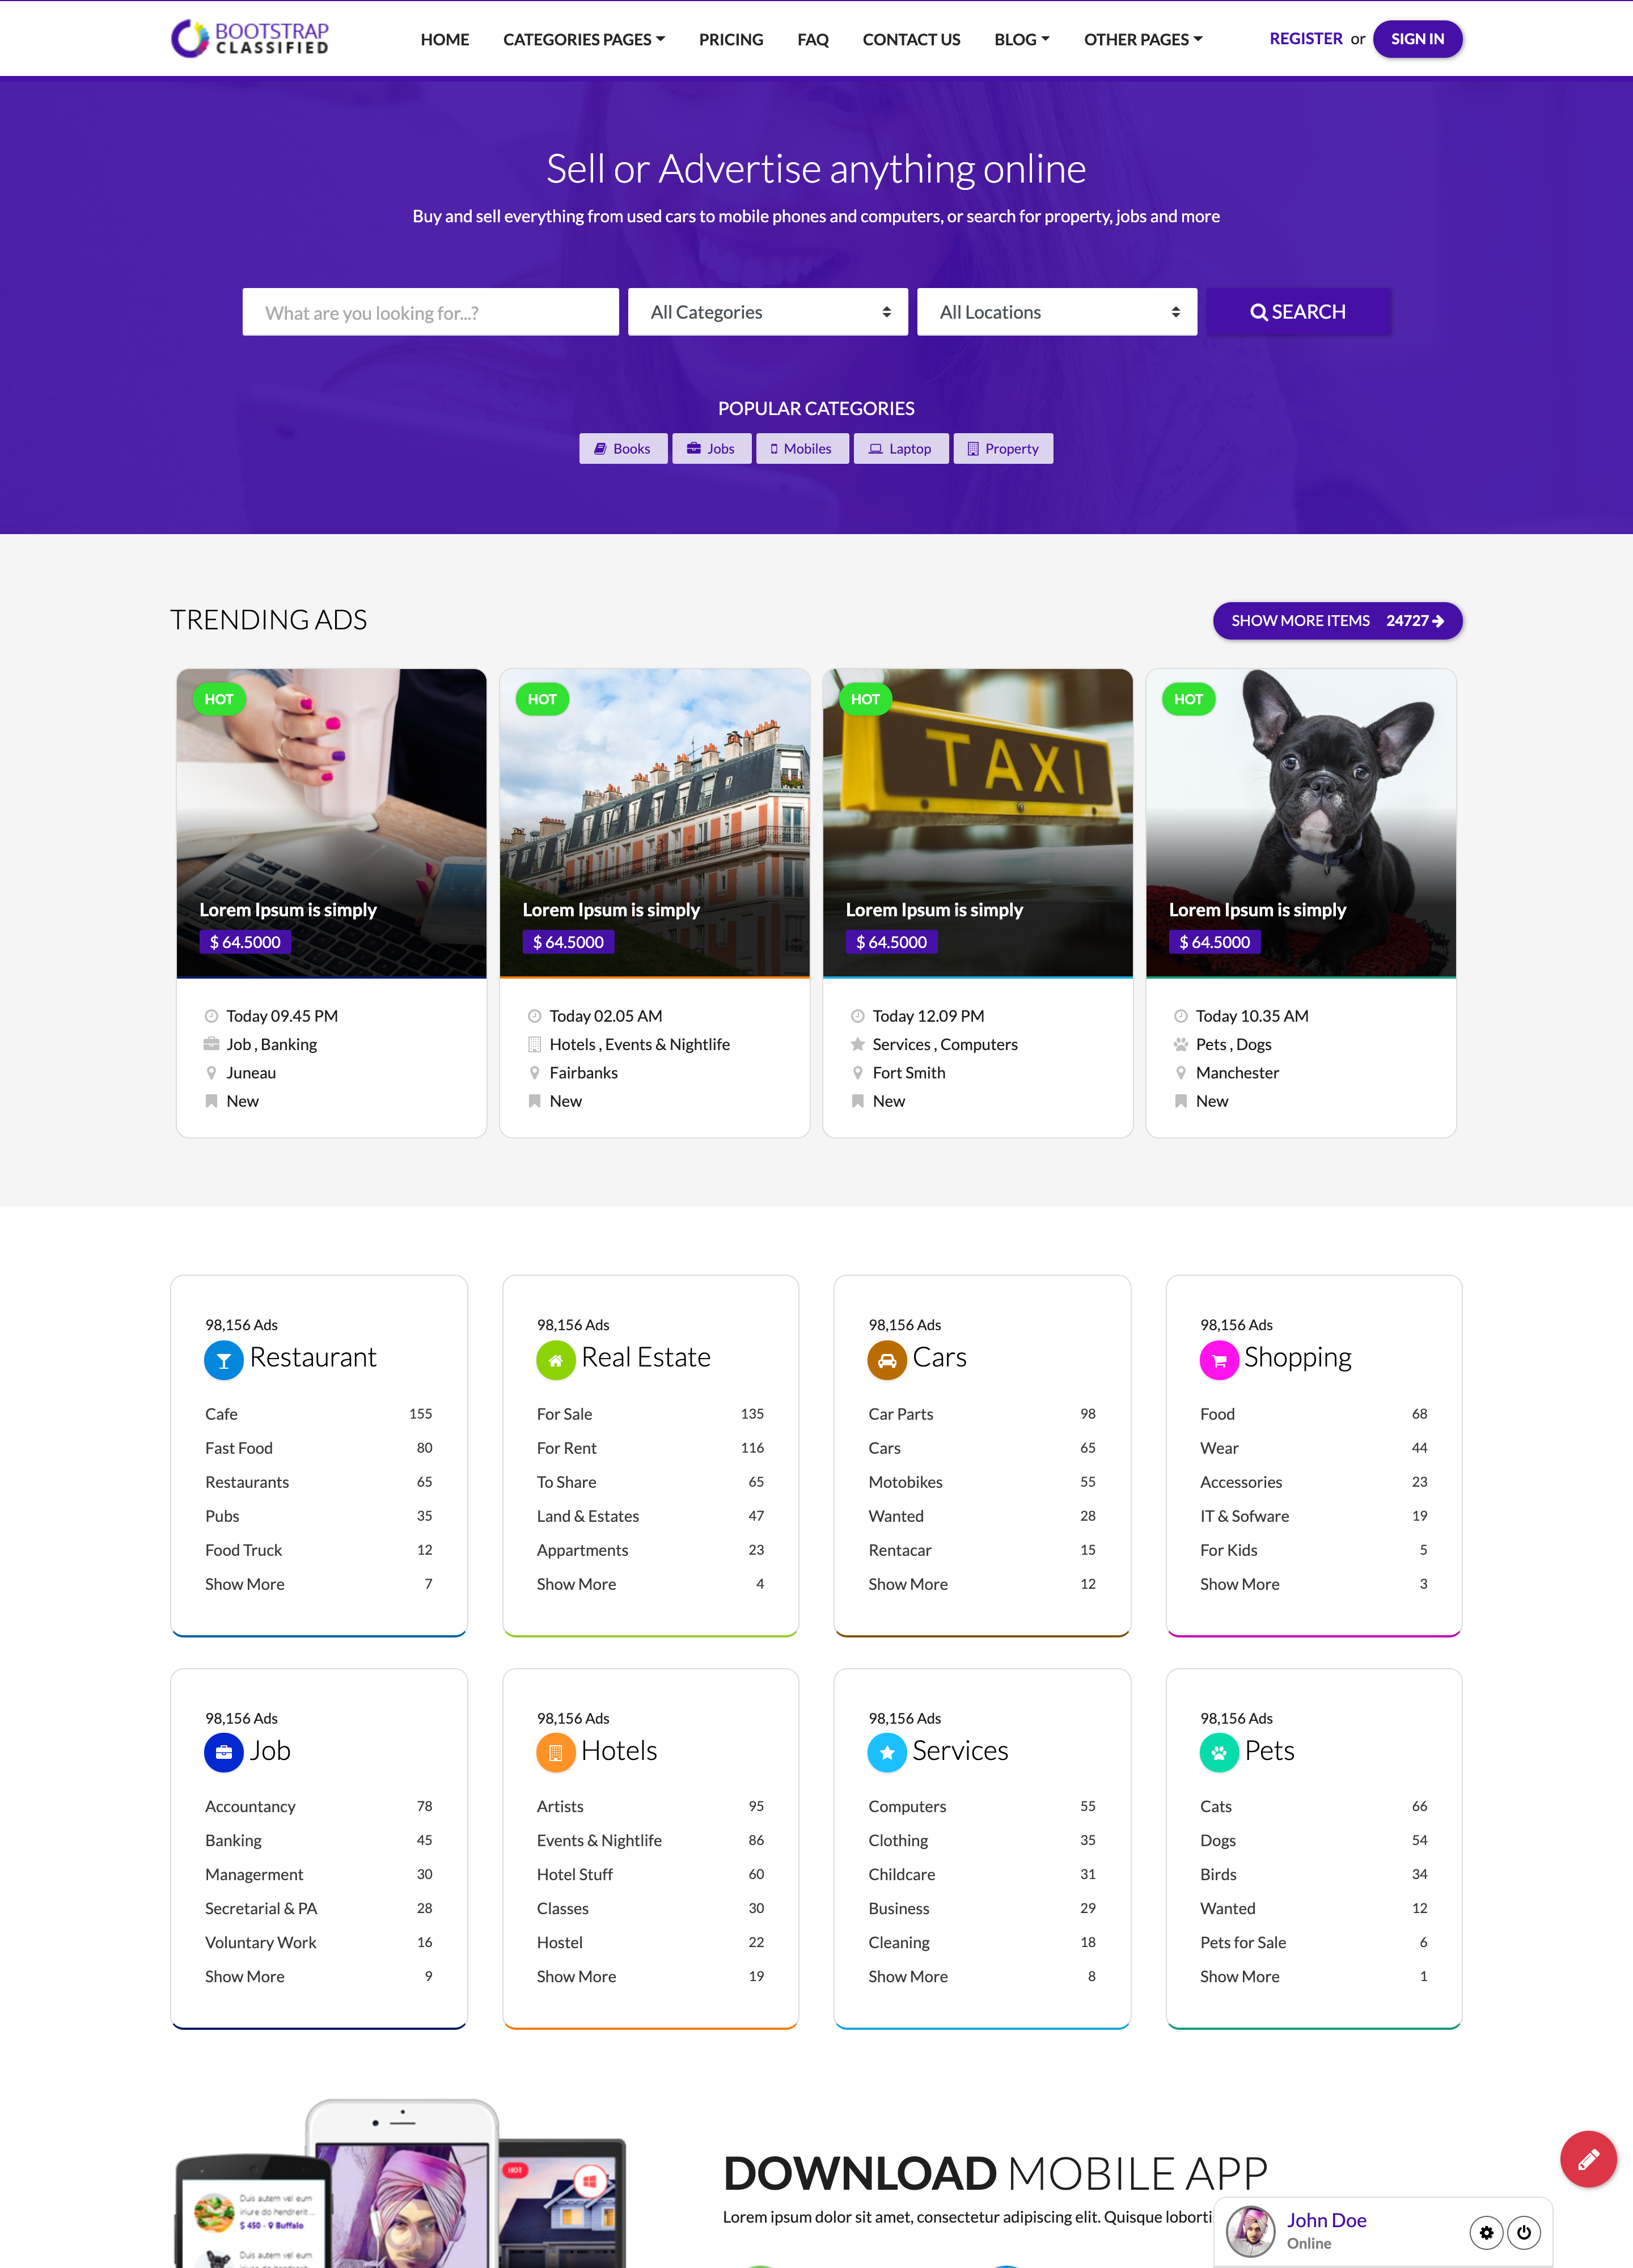 BOOTSTRAP
CLASSIFIED
HOME CATEGORIES PAGES PRICING FAQ CONTACT US BLOG OTHER PAGES REGISTER or SIGN IN
Sell or Advertise anything online
Buy and sell everything from used cars to mobile phones and computers, or search for property, jobs and more
What are you looking for...? All Categories All Locations SEARCH
POPULAR CATEGORIES
Books Jobs Mobiles Laptop Property
TRENDING ADS SHOW MORE ITEMS 24727
HOT HOT HOT HOT
TAXI
Lorem Ipsum is simply Lorem Ipsum is simply Lorem Ipsum is simply Lorem Ipsum is simply
$ 64.5000 $ 64.5000 $ 64.5000 $ 64.5000
Today 09.45 PM Today 02.05 AM Today 12.09 PM Today 10.35 AM
Job , Banking Hotels , Events & Nightlife Services , Computers Pets , Dogs
Juneau Fairbanks Fort Smith Manchester
New New New New
98,156 Ads 98,156 Ads 98,156 Ads 98,156 Ads
Restaurant Real Estate Cars Shopping
Cafe 155 For Sale 135 Car Parts 98 Food 68
Fast Food 80 For Rent 116 Cars 65 Wear 44
Restaurants 65 To Share 65 Motobikes 55 Accessories 23
Pubs 35 Land & Estates 47 Wanted 28 IT & Sofware 19
Food Truck 12 Appartments 23 Rentacar 15 For Kids 5
Show More 7 Show More 4 Show More 12 Show More 3
98,156 Ads 98,156 Ads 98,156 Ads 98,156 Ads
Job Hotels Services Pets
Accountancy 78 Artists 95 Computers 55 Cats 66
Banking 45 Events & Nightlife 86 Clothing 35 Dogs 54
Managerment 30 Hotel Stuff 60 Childcare 31 Birds 34
Secretarial & PA 28 Classes 30 Business 29 Wanted 12
Voluntary Work 16 Hostel 22 Cleaning 18 Pets for Sale 6
Show More 9 Show More 19 Show More 8 Show More 1
HOT
DOWNLOAD MOBILE APP
Duis autem vel eum
iriure do hendrerit ...
$ 450 - Buffalo
Duis autem vel eum
Lorem ipsum dolor sit amet, consectetur adipiscing elit. Quisque loborti
John Doe
Online